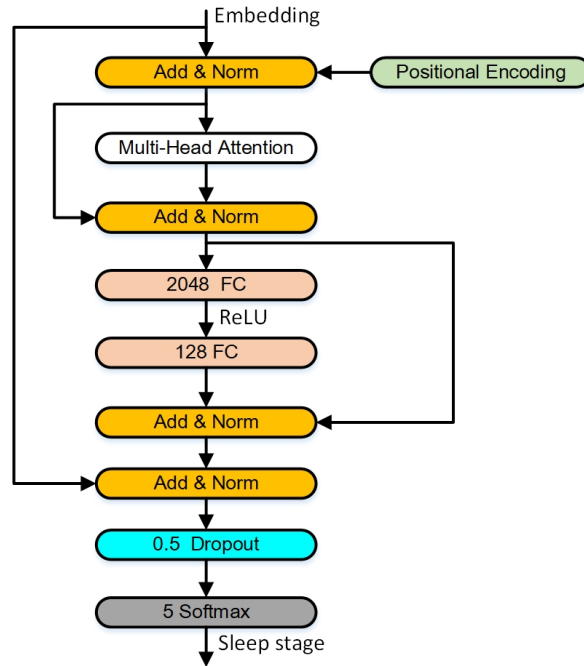 Embedding
Add & Norm
Positional Encoding
Multi-Head Attention
Add & Norm
2048 FC
ReLU
128 FC
Add & Norm
Add & Norm
0.5 Dropout
5 Softmax
Sleep stage